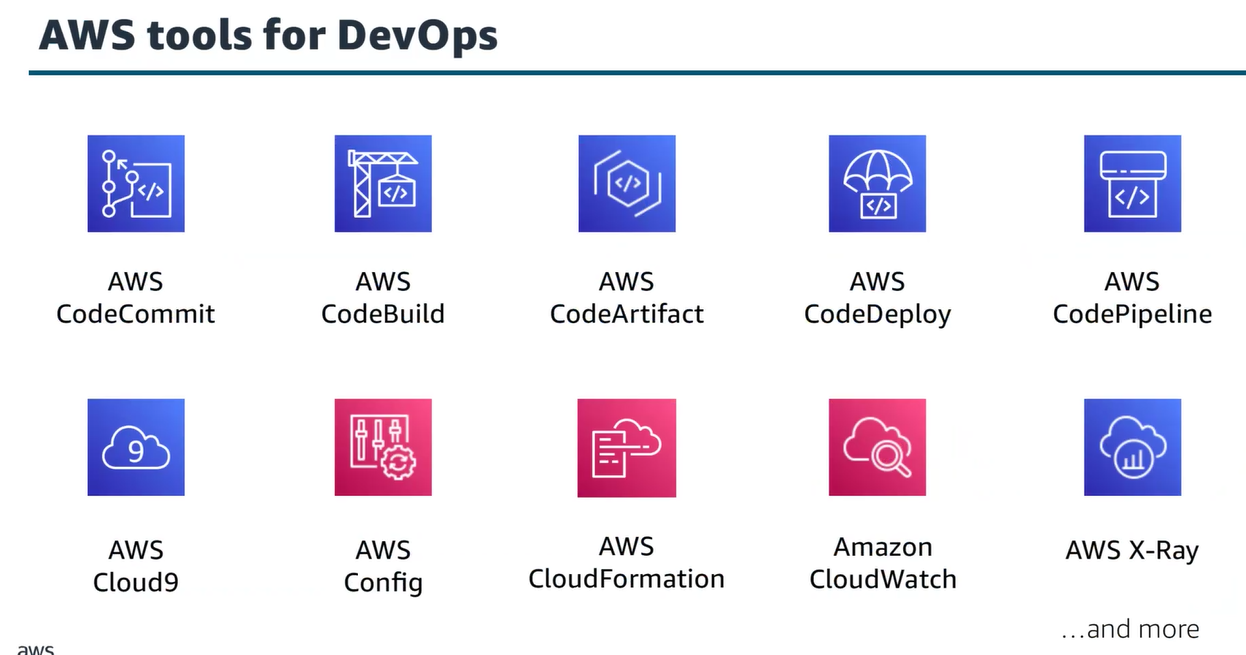 AWS tools for DevOps
AWS
CodeCommit
AWS
CodeBuild
AWS
CodeArtifact
AWS
CodeDeploy
AWS
CodePipeline
9
AWS
Cloud9
AWS
Config
AWS
CloudFormation
Amazon
CloudWatch
AWS X-Ray
...and more
aws